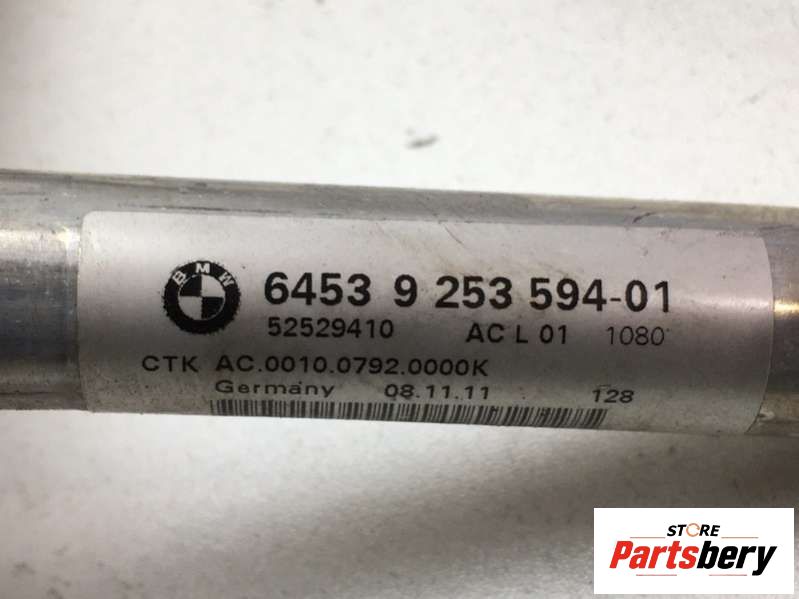 BMW
6453 9 253 594-01
52529410 AC L 01 1080
CTK AC.0010.0792.0000K
Germany 08.11.11 128
STORE
Partsbery